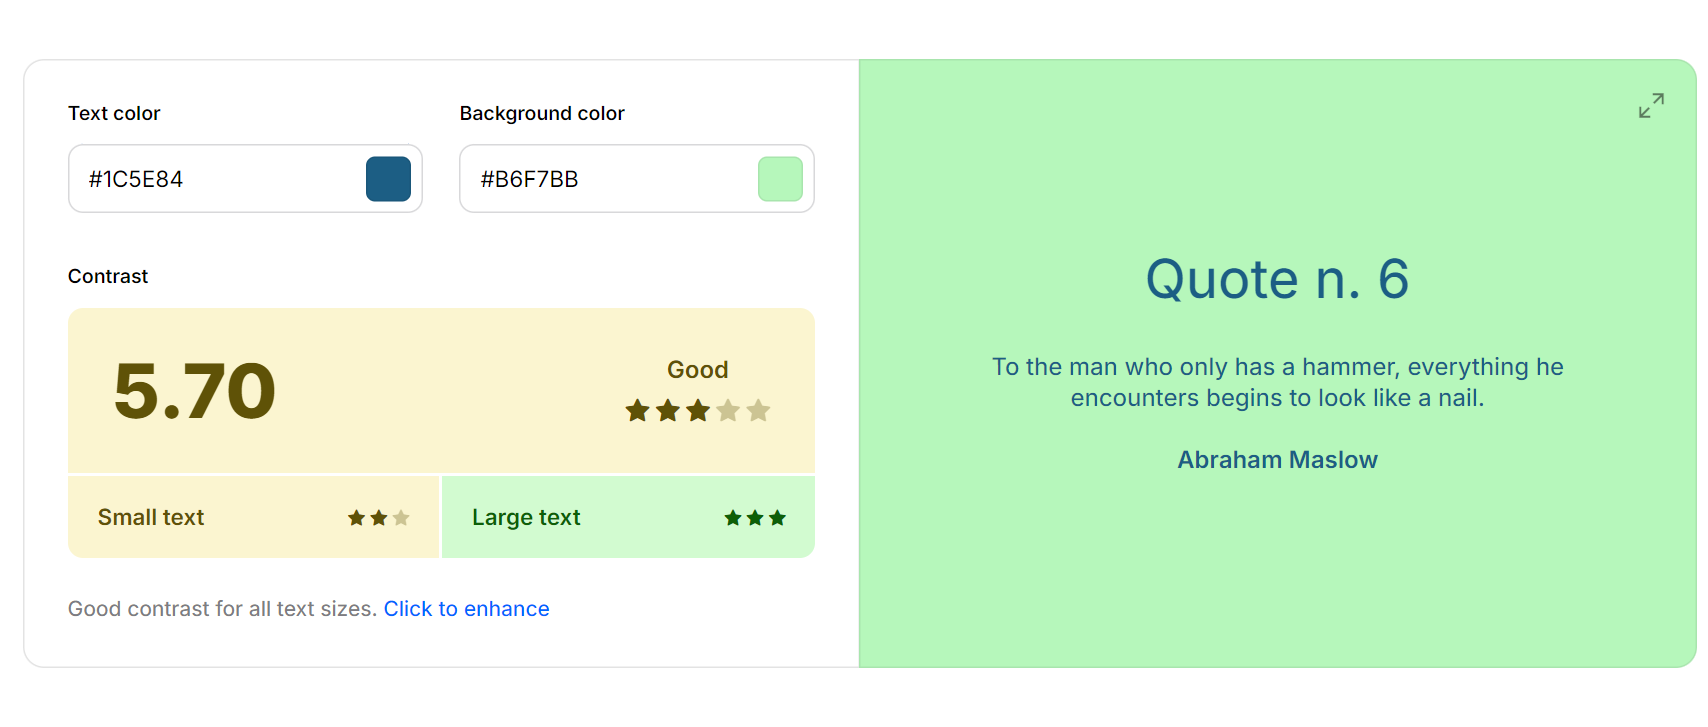 Text color
Background color
#1C5E84
#B6F7BB
Contrast
5.70
Good
Small text
Large text
Good contrast for all text sizes. Click to enhance
Quote n. 6
To the man who only has a hammer, everything he
encounters begins to look like a nail.
Abraham Maslow